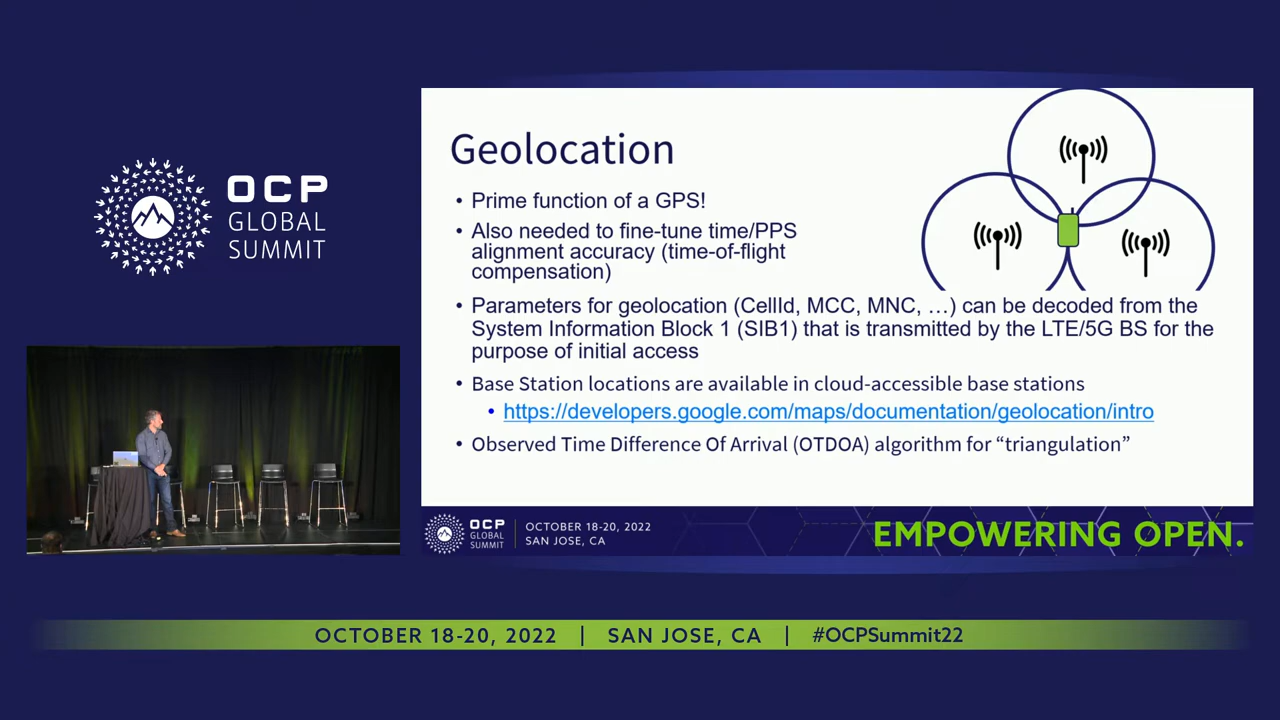 OCP
GLOBAL
SUMMIT
Geolocation
• Prime function of a GPS!
• Also needed to fine-tune time/PPS
alignment accuracy (time-of-flight
compensation)
• Parameters for geolocation (CellId, MCC, MNC, …) can be decoded from the
System Information Block 1 (SIB1) that is transmitted by the LTE/5G BS for the
purpose of initial access
• Base Station locations are available in cloud-accessible base stations
• https://developers.google.com/maps/documentation/geolocation/intro
• Observed Time Difference Of Arrival (OTDOA) algorithm for “triangulation”
OCP
GLOBAL
SUMMIT
OCTOBER 18-20, 2022
SAN JOSE, CA
EMPOWERING OPEN.
OCTOBER 18-20, 2022 | SAN JOSE, CA | #OCPSummit22